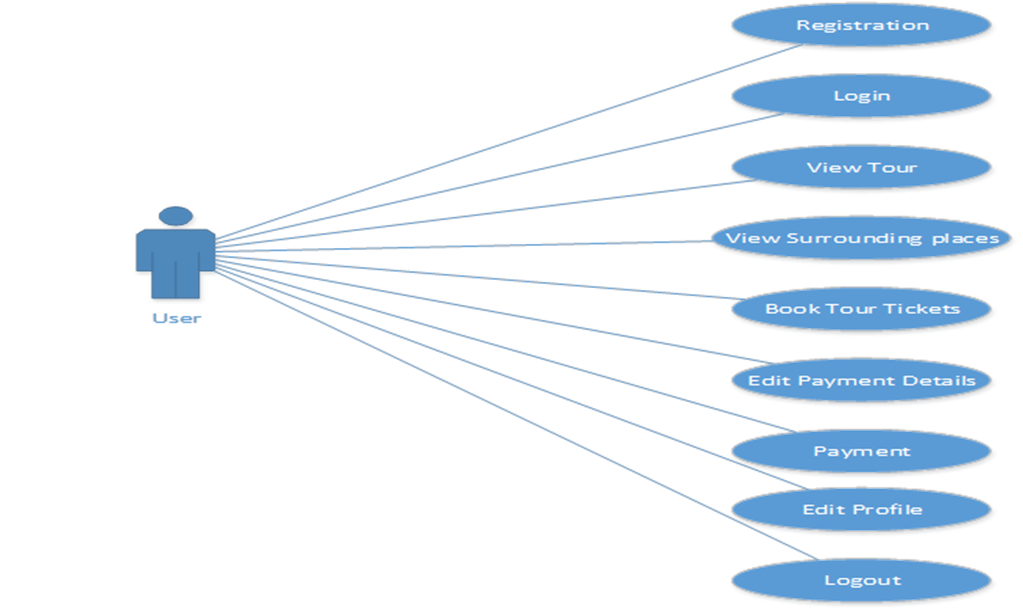 Registration
Login
View Tour
View Surrounding places
Book Tour Tickets
Edit Payment Details
Payment
Edit Profile
Logout
User